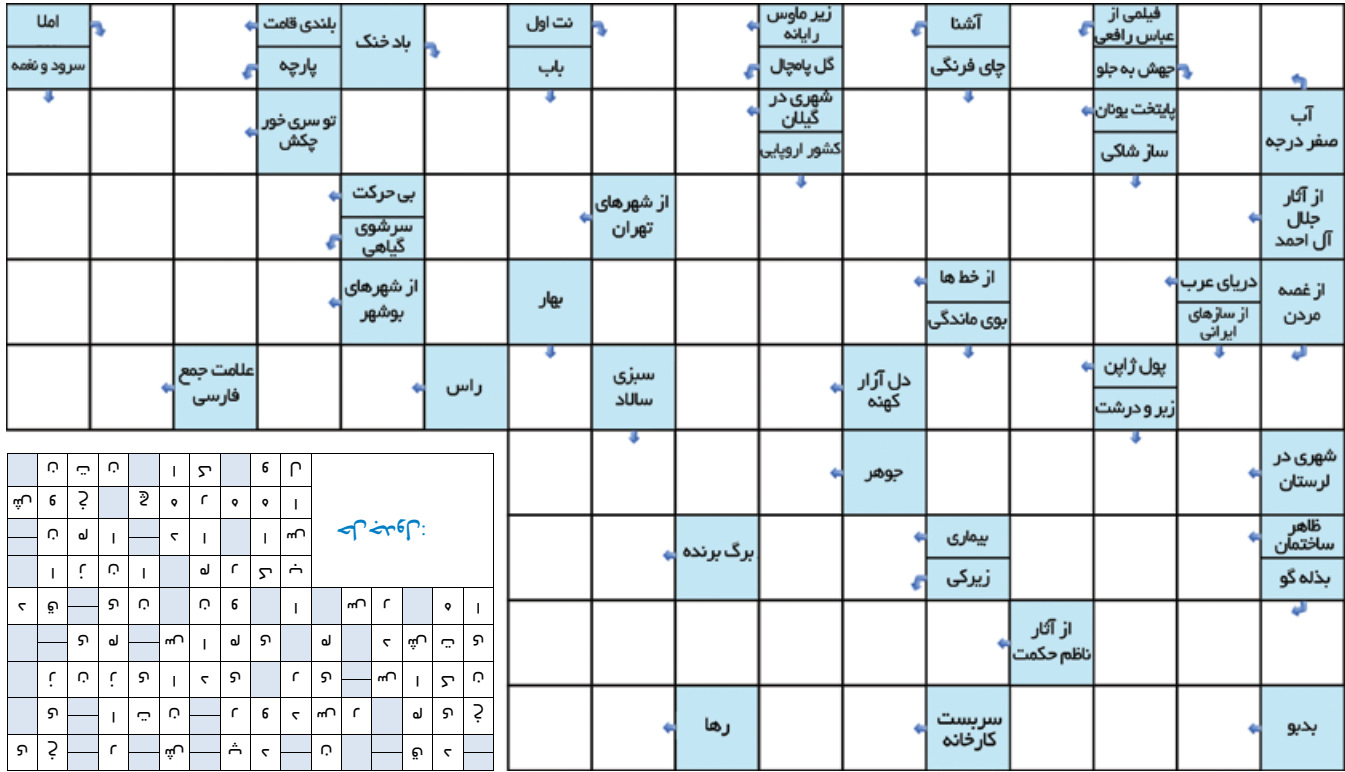 فیلمی از
عباس رافعی
جهش به جلو
آشنا
چای فرنگی
زیر ماوس
رایانه
گل پامچال
نت اول
باب
باد خنک
بلندی قامت
پارچه
املا
سرود و نغمه
آب
صفر درجه
پایتخت یونان
ساز شاکی
شهری در
گیلان
کشور اروپایی
تو سری خور
چکش
از آثار
جلال
آل احمد
از شهرهای
تهران
بی حرکت
سرشوی
گیاهی
از غصه
مردن
دریای عرب
از سازهای
ایرانی
از خط ها
بوی ماندگی
بهار
از شهرهای
بوشهر
پول ژاپن
زبر و درشت
دل آزار
کهنه
سبزی
سالاد
راس
علامت جمع
فارسی
شهری در
لرستان
جوهر
ظاهر
ساختمان
بذله گو
بیماری
زیرکی
برگ برنده
از آثار
ناظم حکمت
بدبو
سربست
کارخانه
رها
ی خ ر ش پ د ن ق د
ی ا ت ن ر و د س ر م ی خ
ز ن ز ی ا د ی ر ی س ا ک ن
ی م س ا م ی م د ش ت ی
د ق ی ن ن و ا س ر ه ا
ا ز ن ا م ر ک ب
ن م ا د ا ا س
ش و خ چ ه ر ه ه ا
ن ت ن ا ک و ل
حل جدول: